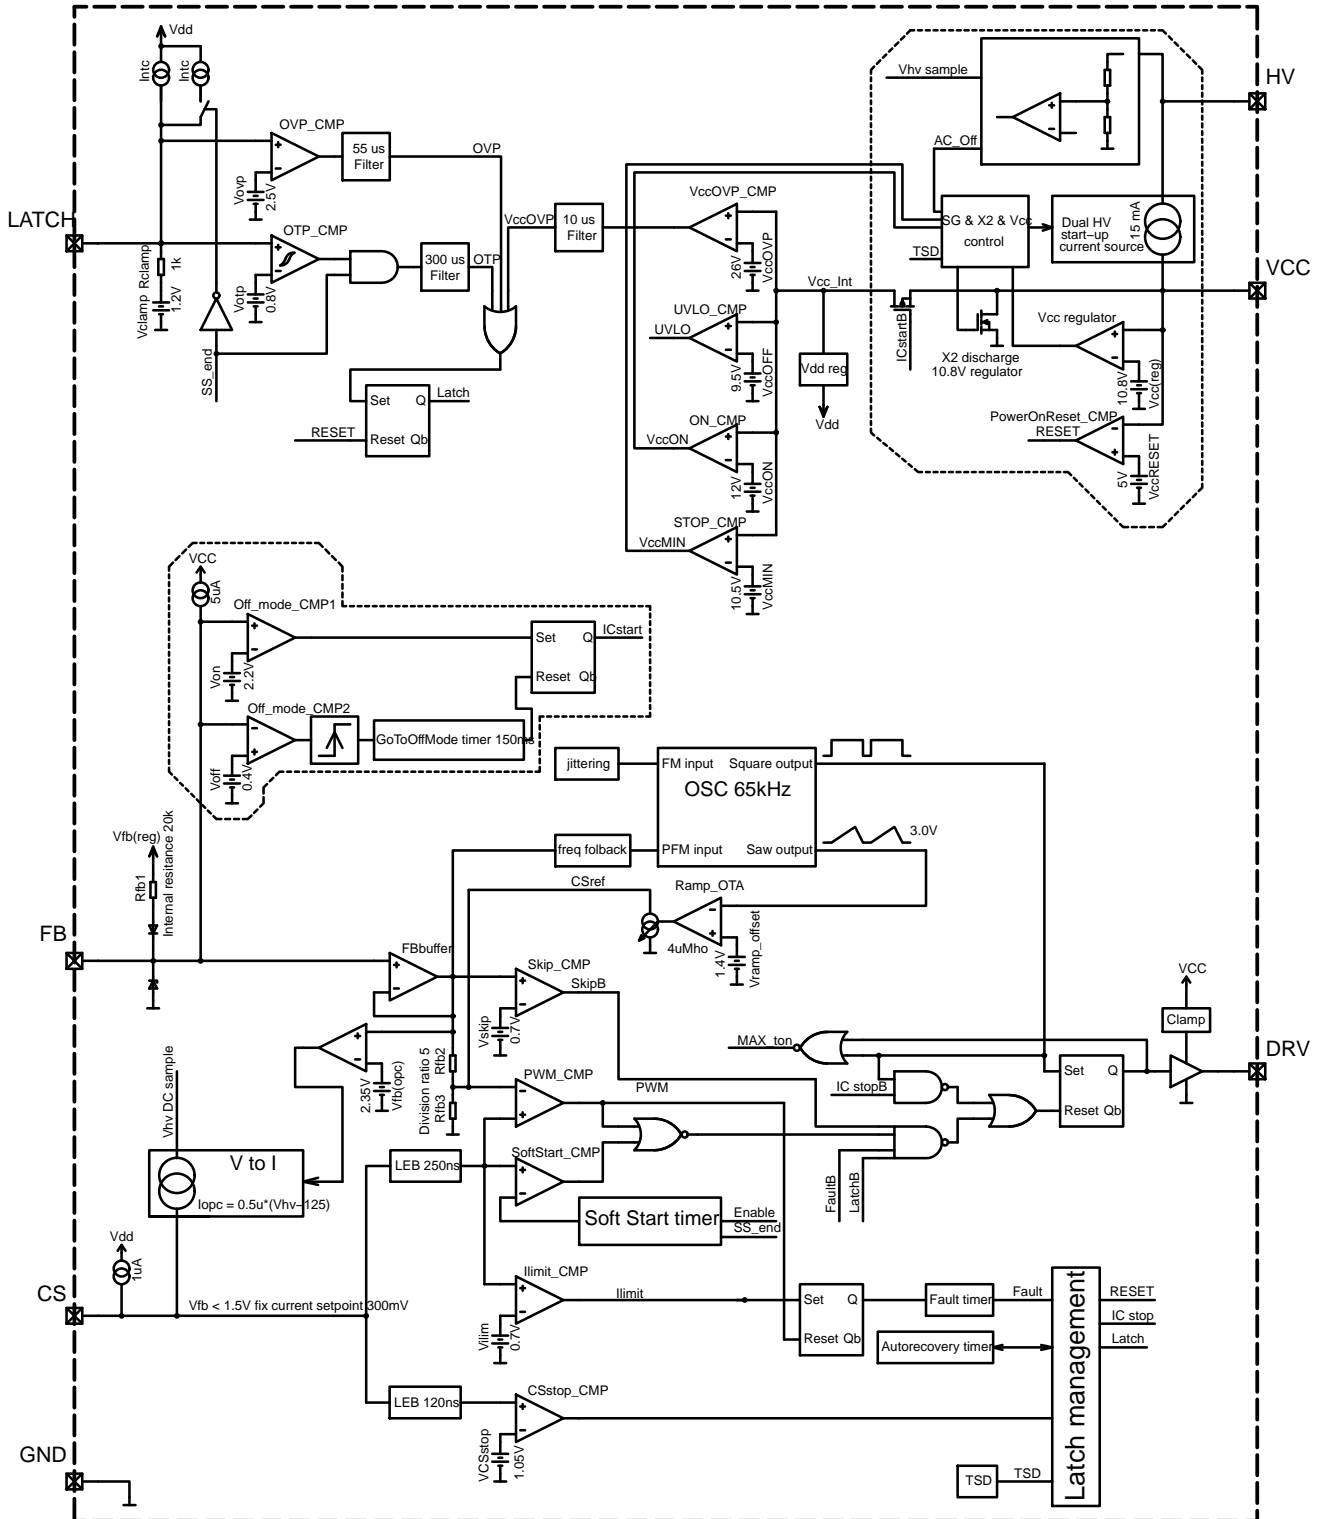 Vdd
Intc
Intc
OVP_CMP
55 us
Filter
OVP
Vovp
2.5V
LATCH
OTP_CMP
300 us
Filter
OTP
Votp
0.8V
Rclamp
1k
Vclamp
1.2V
SS_end
Set
Q
Latch
RESET
Reset
Qb
VccOVP
10 us
Filter
VccOVP_CMP
26V
VccOVP
UVLO_CMP
UVLO
9.5V
VccOFF
ON_CMP
VccON
12V
VccON
STOP_CMP
VccMIN
10.5V
VccMIN
Vcc_Int
Vdd reg
Vdd
ICstartB
Vhv sample
AC_Off
HV
SG & X2 & Vcc
control
TSD
Dual HV
start–up
current source
15 mA
VCC
X2 discharge
10.8V regulator
Vcc regulator
10.8V
Vcc(reg)
PowerOnReset_CMP
RESET
5V
VccRESET
VCC
5uA
Off_mode_CMP1
Von
2.2V
Set
Q
ICstart
Reset
Qb
Off_mode_CMP2
GoToOffMode timer 150ms
Voff
0.4V
jittering
FM input
Square output
OSC 65kHz
freq folback
PFM input
Saw output
3.0V
Vfb(reg)
Rfb1
Internal resitance 20k
FB
FBbuffer
CSref
Ramp_OTA
4uMho
1.4V
Vramp_offset
Skip_CMP
SkipB
Vskip
0.7V
2.35V
Vfb(opc)
Division ratio 5
Rfb2
Rfb3
PWM_CMP
PWM
MAX_ton
IC stopB
Set
Q
Reset
Qb
VCC
Clamp
DRV
FaultB
LatchB
Vhv DC sample
V to I
Iopc = 0.5u*(Vhv–125)
LEB 250ns
SoftStart_CMP
Soft Start timer
Enable
SS_end
Vdd
1uA
CS
Vfb < 1.5V fix current setpoint 300mV
Ilimit_CMP
Ilimit
Vilim
0.7V
Set
Q
Reset
Qb
Fault timer
Fault
Autorecovery timer
Latch management
RESET
IC stop
Latch
LEB 120ns
CSstop_CMP
VCSstop
1.05V
TSD
TSD
GND